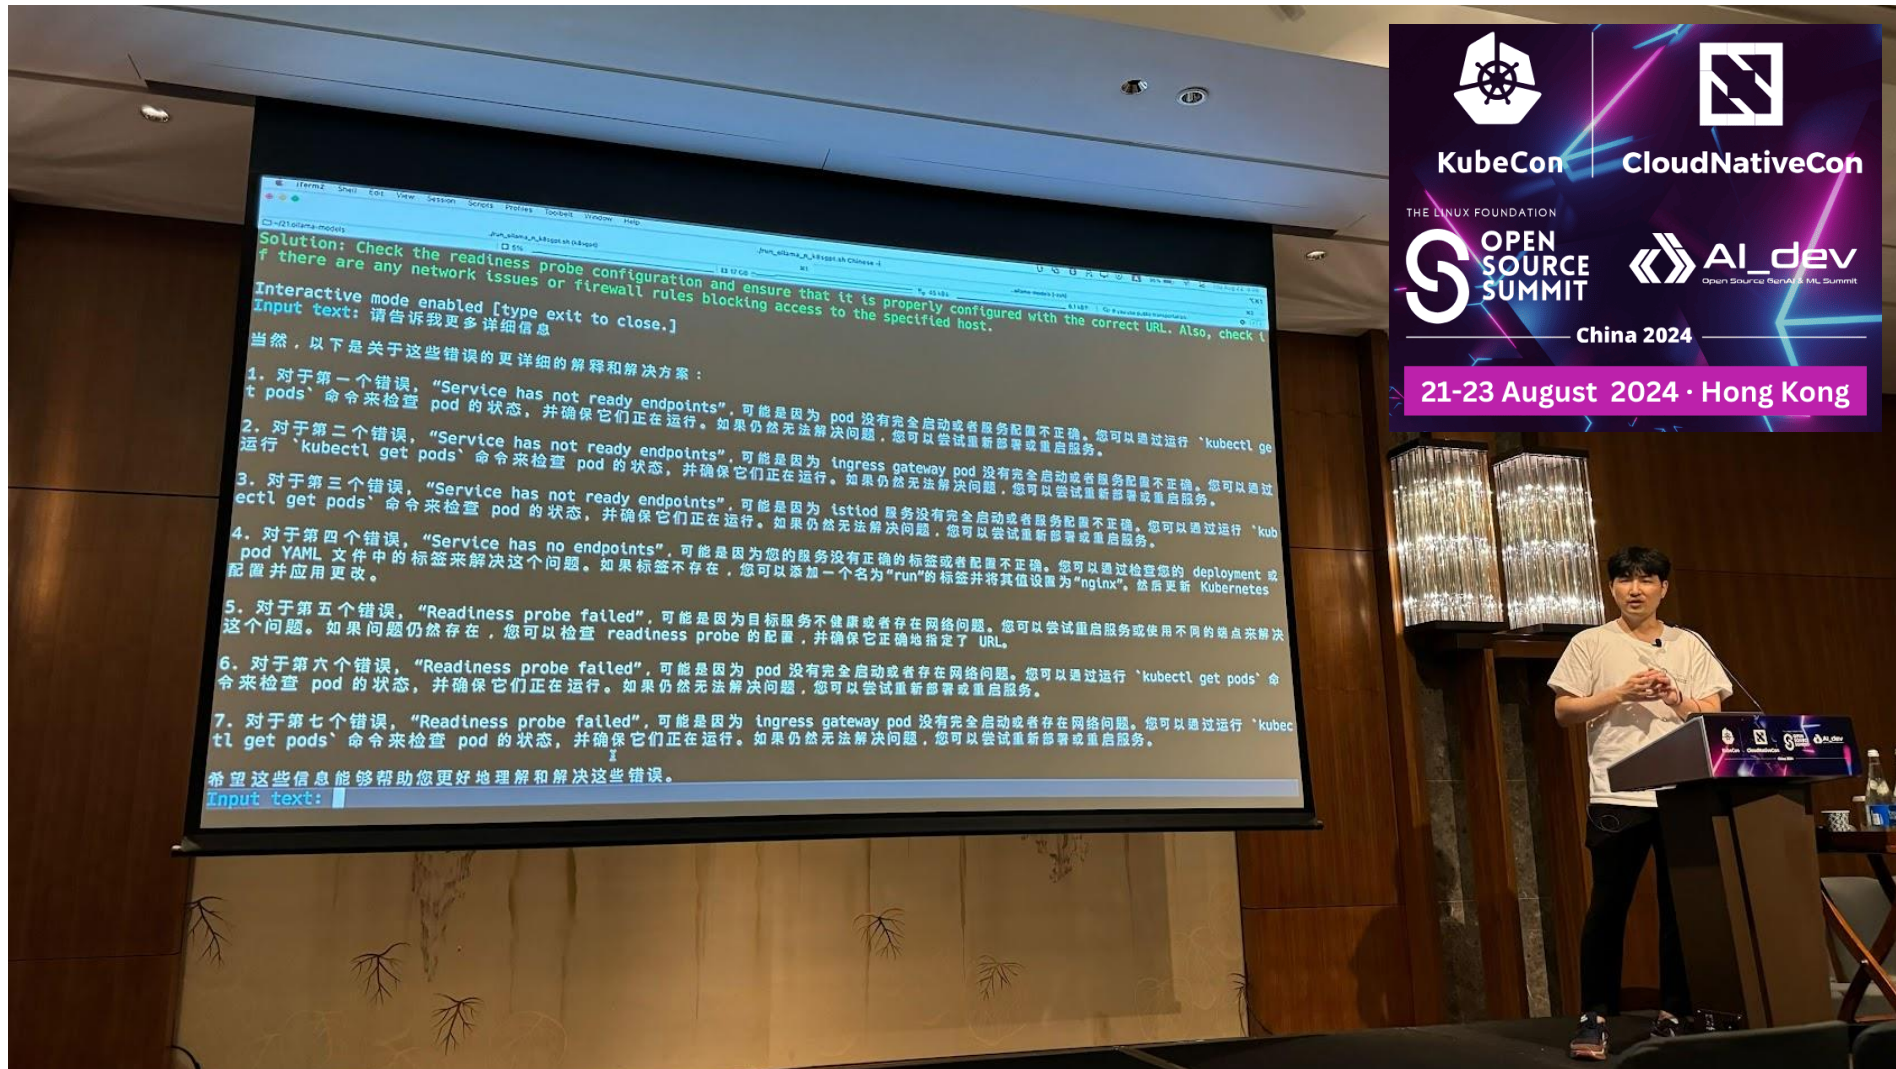 iTerm2 Shell Edit View Session Scripts Profiles Toolbelt Window Help
~/21.ollama-models
./run_ollama_n_k8sgpt.sh (k8sgpt)
./run_ollama_n_k8sgpt.sh Chinese -i
Solution: Check the readiness probe configuration and ensure that it is properly configured with the correct URL. Also, check i
f there are any network issues or firewall rules blocking access to the specified host.
Interactive mode enabled [type exit to close.]
Input text: 请告诉我更多详细信息
当然，以下是关于这些错误的更详细的解释和解决方案：
1. 对于第一个错误, “Service has not ready endpoints”, 可能是因为 pod 没有完全启动或者服务配置不正确。您可以通过运行 `kubectl ge
t pods` 命令来检查 pod 的状态, 并确保它们正在运行。如果仍然无法解决问题, 您可以尝试重新部署或重启服务。
2. 对于第二个错误, “Service has not ready endpoints”, 可能是因为 ingress gateway pod 没有完全启动或者服务配置不正确。您可以通过
运行 `kubectl get pods` 命令来检查 pod 的状态, 并确保它们正在运行。如果仍然无法解决问题, 您可以尝试重新部署或重启服务。
3. 对于第三个错误, “Service has not ready endpoints”, 可能是因为 istiod 服务没有完全启动或者服务配置不正确。您可以通过运行 `kub
ectl get pods` 命令来检查 pod 的状态, 并确保它们正在运行。如果仍然无法解决问题, 您可以尝试重新部署或重启服务。
4. 对于第四个错误, “Service has no endpoints”, 可能是因为您的服务没有正确的标签或者配置不正确。您可以通过检查您的 deployment 或
pod YAML 文件中的标签来解决这个问题。如果标签不存在, 您可以添加一个名为“run”的标签并将其值设置为“nginx”。然后更新 Kubernetes
配置并应用更改。
5. 对于第五个错误, “Readiness probe failed”, 可能是因为目标服务不健康或者存在网络问题。您可以尝试重启服务或使用不同的端点来解决
这个问题。如果问题仍然存在, 您可以检查 readiness probe 的配置, 并确保它正确地指定了 URL。
6. 对于第六个错误, “Readiness probe failed”, 可能是因为 pod 没有完全启动或者存在网络问题。您可以通过运行 `kubectl get pods` 命
令来检查 pod 的状态, 并确保它们正在运行。如果仍然无法解决问题, 您可以尝试重新部署或重启服务。
7. 对于第七个错误, “Readiness probe failed”, 可能是因为 ingress gateway pod 没有完全启动或者存在网络问题。您可以通过运行 `kubec
tl get pods` 命令来检查 pod 的状态, 并确保它们正在运行。如果仍然无法解决问题, 您可以尝试重新部署或重启服务。
希望这些信息能够帮助您更好地理解和解决这些错误。
Input text:
KubeCon
CloudNativeCon
THE LINUX FOUNDATION
OPEN
SOURCE
SUMMIT
AI_dev
Open Source GenAI & ML Summit
China 2024
21-23 August 2024 · Hong Kong
KubeCon CloudNativeCon AI_dev